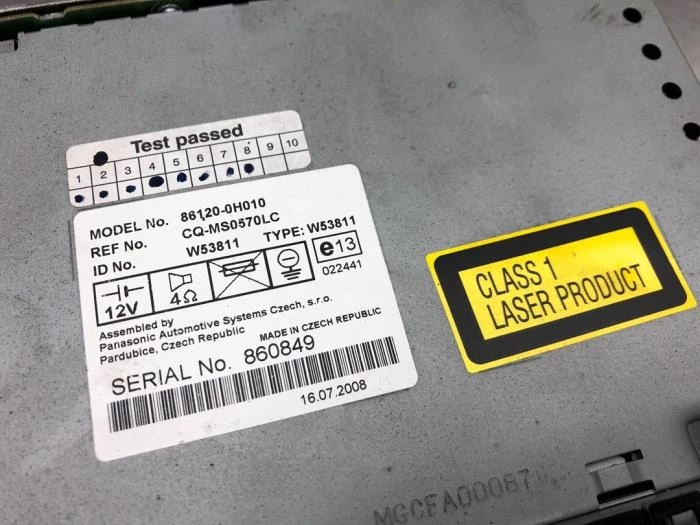 Test passed
1 2 3 4 5 6 7 8 9 10
MODEL No. 86120-0H010
REF No. CQ-MS0570LC
ID No. W53811 TYPE: W53811
12V 4Ω e13
022441
Assembled by
Panasonic Automotive Systems Czech, s.r.o.
Pardubice, Czech Republic MADE IN CZECH REPUBLIC
SERIAL No. 860849
16.07.2008
CLASS 1
LASER PRODUCT